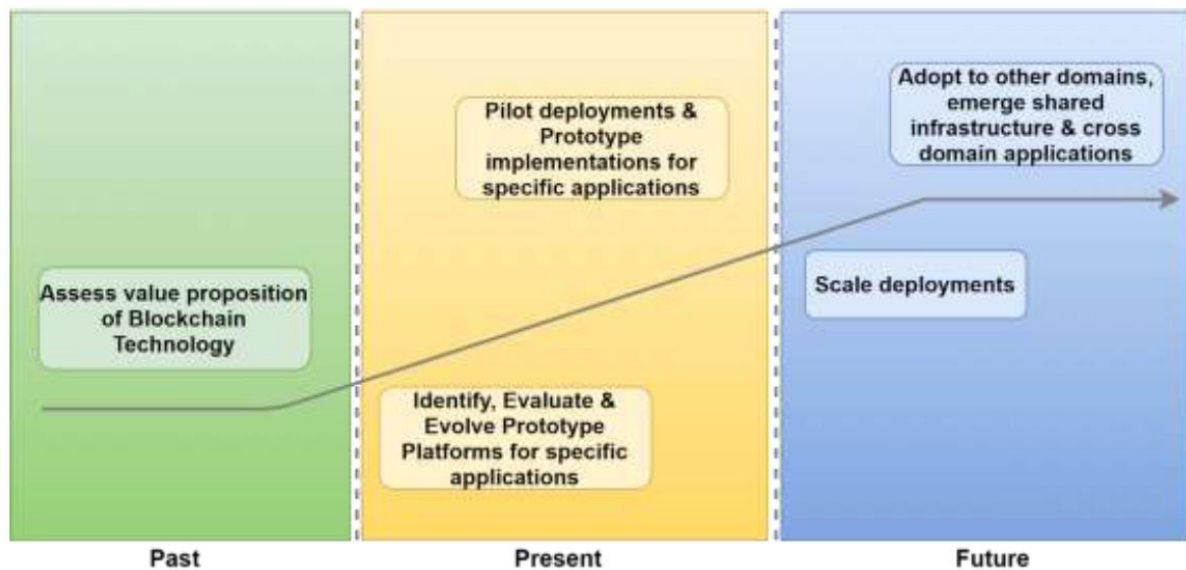 Assess value proposition
of Blockchain
Technology
Pilot deployments &
Prototype
implementations for
specific applications
Identify, Evaluate &
Evolve Prototype
Platforms for specific
applications
Adopt to other domains,
emerge shared
infrastructure & cross
domain applications
Scale deployments
Past
Present
Future